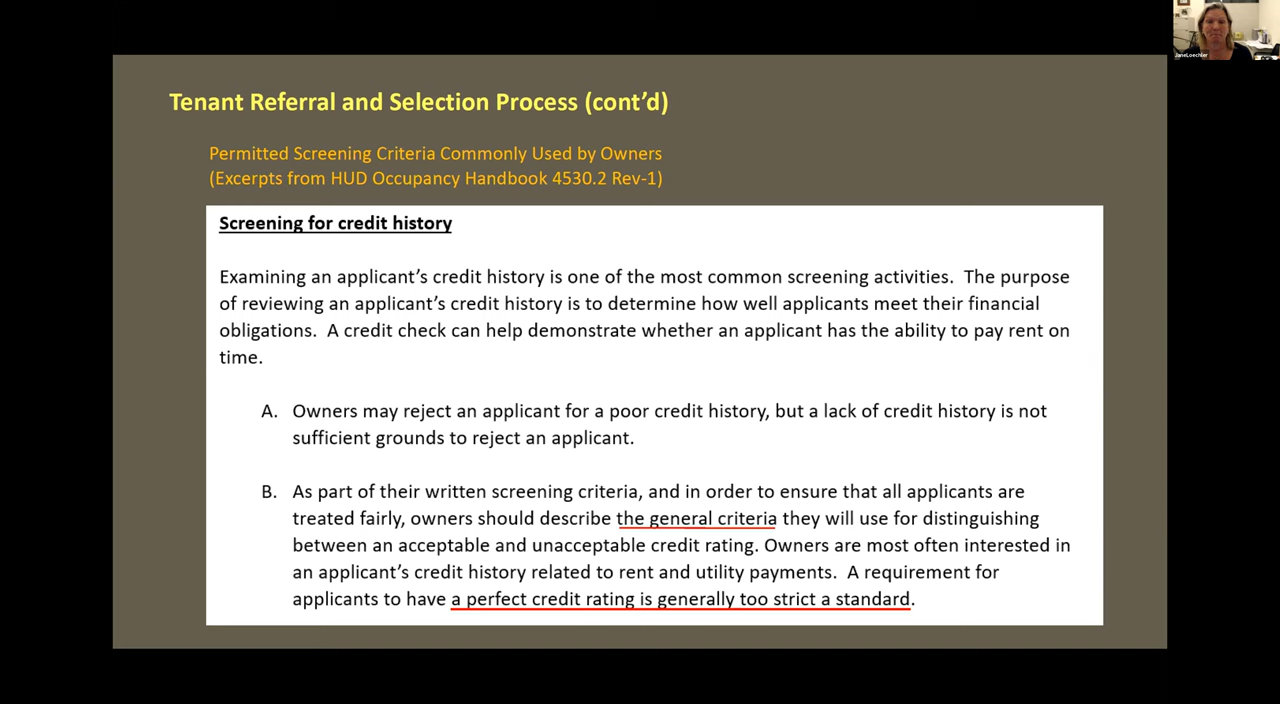 Tenant Referral and Selection Process (cont'd)
Permitted Screening Criteria Commonly Used by Owners
(Excerpts from HUD Occupancy Handbook 4530.2 Rev-1)
Screening for credit history
Examining an applicant's credit history is one of the most common screening activities. The purpose
of reviewing an applicant's credit history is to determine how well applicants meet their financial
obligations. A credit check can help demonstrate whether an applicant has the ability to pay rent on
time.
A. Owners may reject an applicant for a poor credit history, but a lack of credit history is not
sufficient grounds to reject an applicant.
B. As part of their written screening criteria, and in order to ensure that all applicants are
treated fairly, owners should describe the general criteria they will use for distinguishing
between an acceptable and unacceptable credit rating. Owners are most often interested in
an applicant's credit history related to rent and utility payments. A requirement for
applicants to have a perfect credit rating is generally too strict a standard.
JaneLoechler